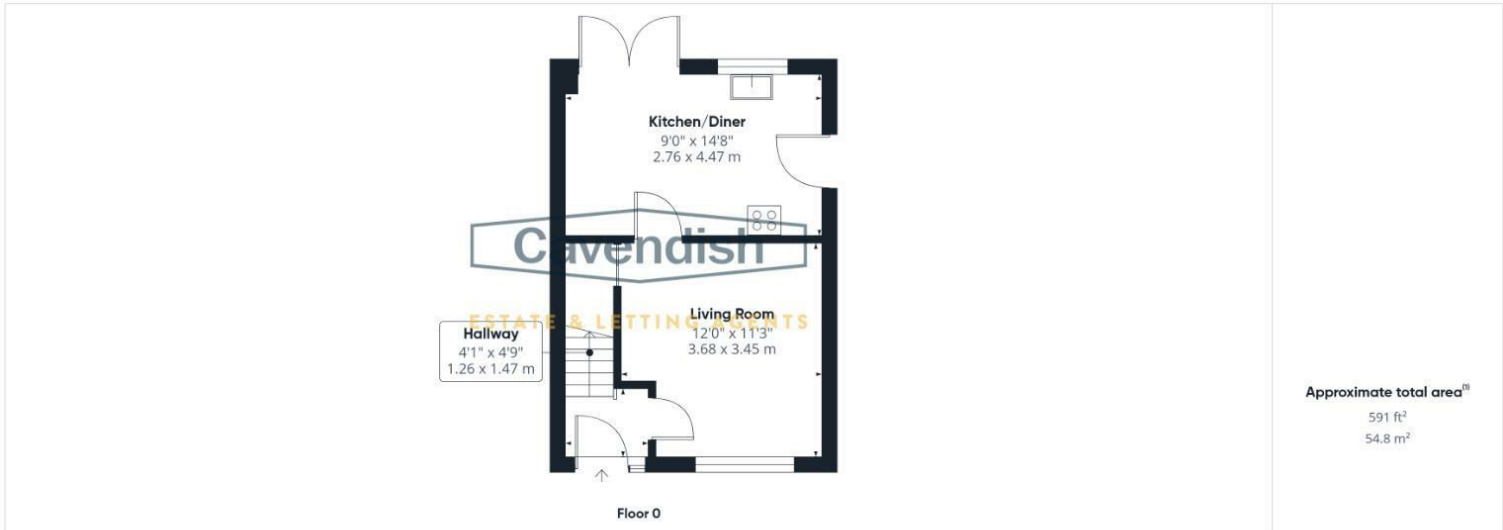 Kitchen/Diner
9'0" x 14'8"
2.76 x 4.47 m
Cavendish
ESTATE & LETTING AGENTS
Living Room
12'0" x 11'3"
3.68 x 3.45 m
Hallway
4'1" x 4'9"
1.26 x 1.47 m
Floor 0
Approximate total area⁽¹⁾
591 ft²
54.8 m²